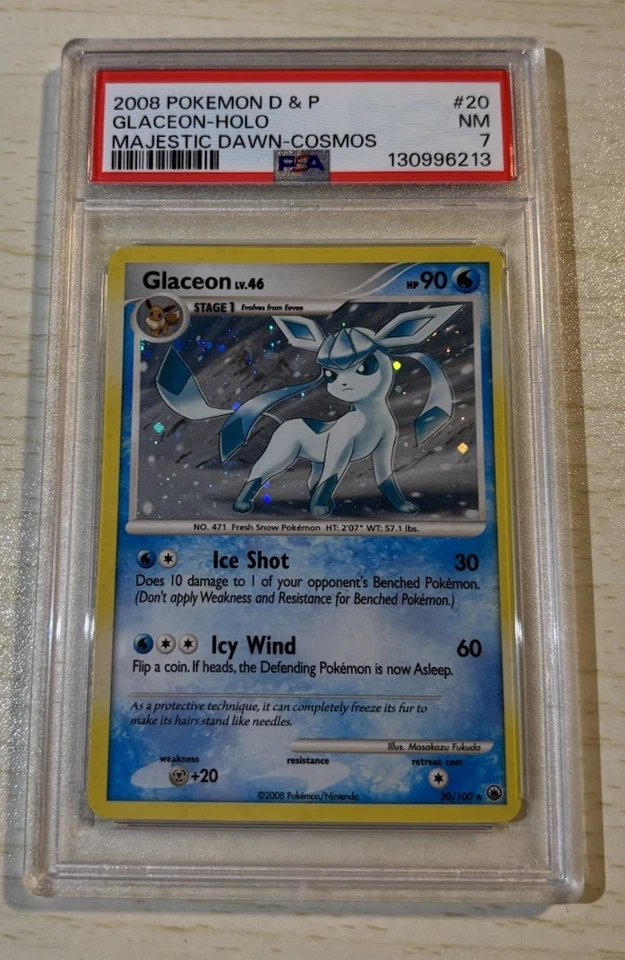 2008 POKEMON D & P #20
GLACEON-HOLO NM
MAJESTIC DAWN-COSMOS 7
PSA 130996213
Glaceon LV.46 HP 90
STAGE 1 Evolves from Eevee
NO. 471 Fresh Snow Pokémon HT: 2'07" WT: 57.1 lbs.
Ice Shot 30
Does 10 damage to 1 of your opponent's Benched Pokémon.
(Don't apply Weakness and Resistance for Benched Pokémon.)
Icy Wind 60
Flip a coin. If heads, the Defending Pokémon is now Asleep.
As a protective technique, it can completely freeze its fur to
make its hairs stand like needles.
Illus. Masakazu Fukuda
weakness resistance retreat cost
+20
©2008 Pokémon/Nintendo 20/100 ★